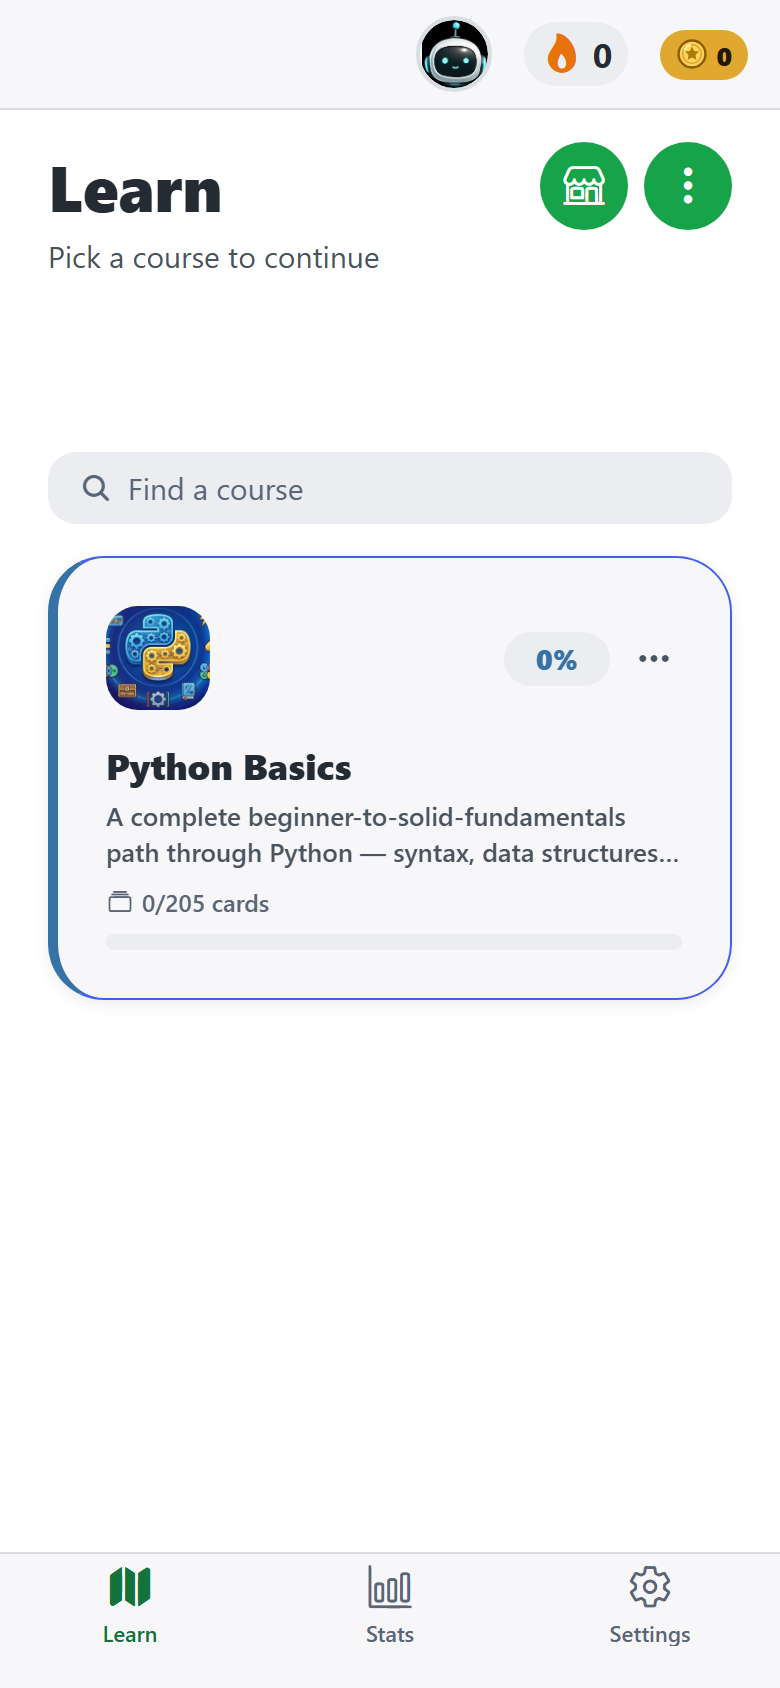 0
0
Learn
Pick a course to continue
Find a course
0%
Python Basics
A complete beginner-to-solid-fundamentals
path through Python — syntax, data structures...
0/205 cards
Learn
Stats
Settings